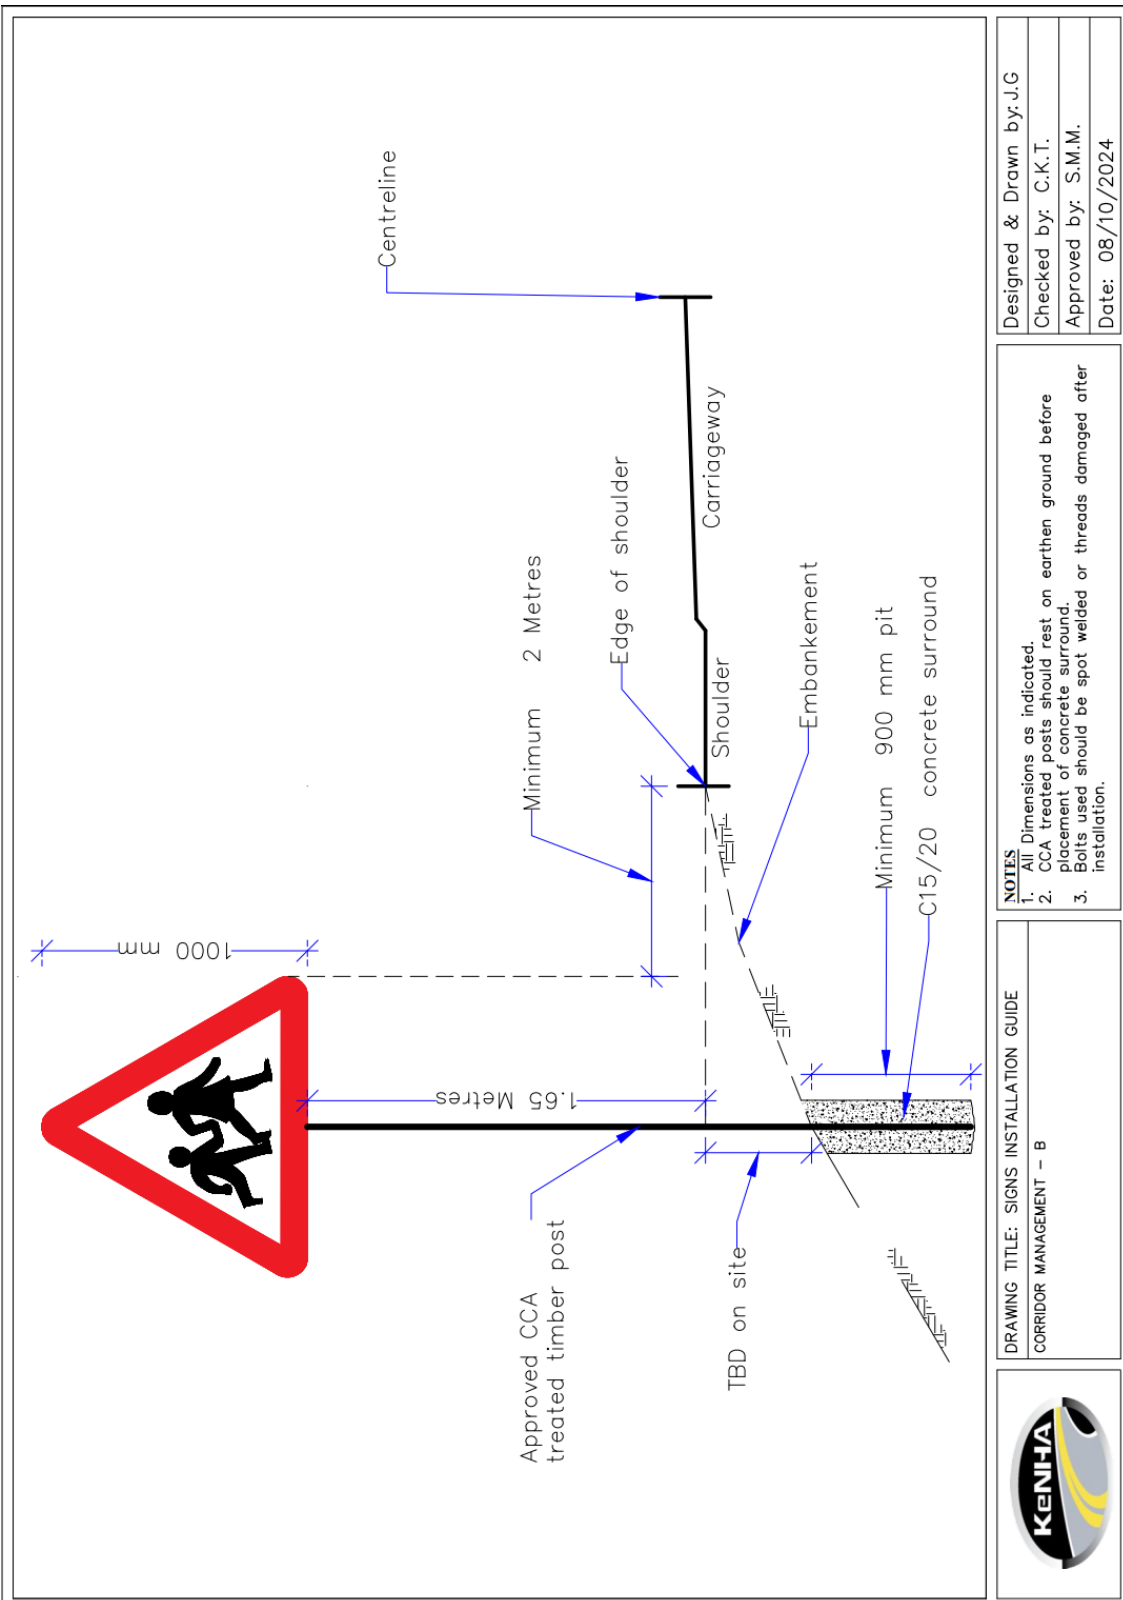 1000 mm
1.65 Metres
Approved CCA
treated timber post
TBD on site
Minimum 2 Metres
Edge of shoulder
Centreline
Carriageway
Shoulder
Embankement
Minimum 900 mm pit
C15/20 concrete surround
KeNHA
DRAWING TITLE: SIGNS INSTALLATION GUIDE
CORRIDOR MANAGEMENT - B
NOTES
1. All Dimensions as indicated.
2. CCA treated posts should rest on earthen ground before
placement of concrete surround.
3. Bolts used should be spot welded or threads damaged after
installation.
Designed & Drawn by: J.G
Checked by: C.K.T.
Approved by: S.M.M.
Date: 08/10/2024